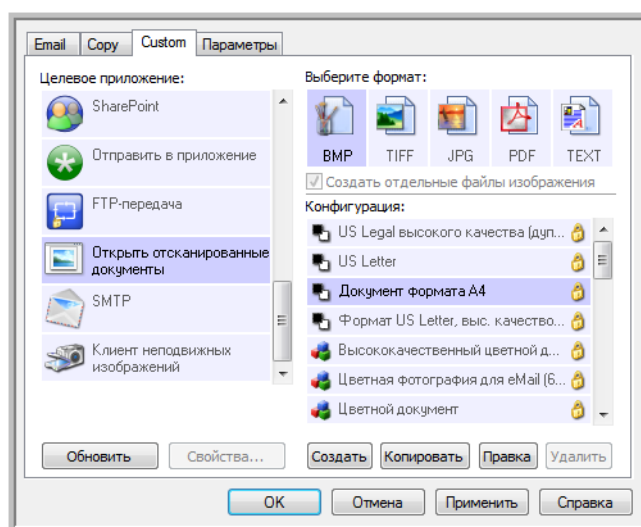 Email Copy Custom Параметры
Целевое приложение:
SharePoint
Отправить в приложение
FTP-передача
Открыть отсканированные
документы
SMTP
Клиент неподвижных
изображений
Обновить Свойства...
Выберите формат:
BMP TIFF JPG PDF TEXT
Создать отдельные файлы изображения
Конфигурация:
US Legal высокого качества (дуп...
US Letter
Документ формата A4
Формат US Letter, выс. качество...
Высококачественный цветной д...
Цветная фотография для eMail (6...
Цветной документ
Создать Копировать Правка Удалить
OK Отмена Применить Справка